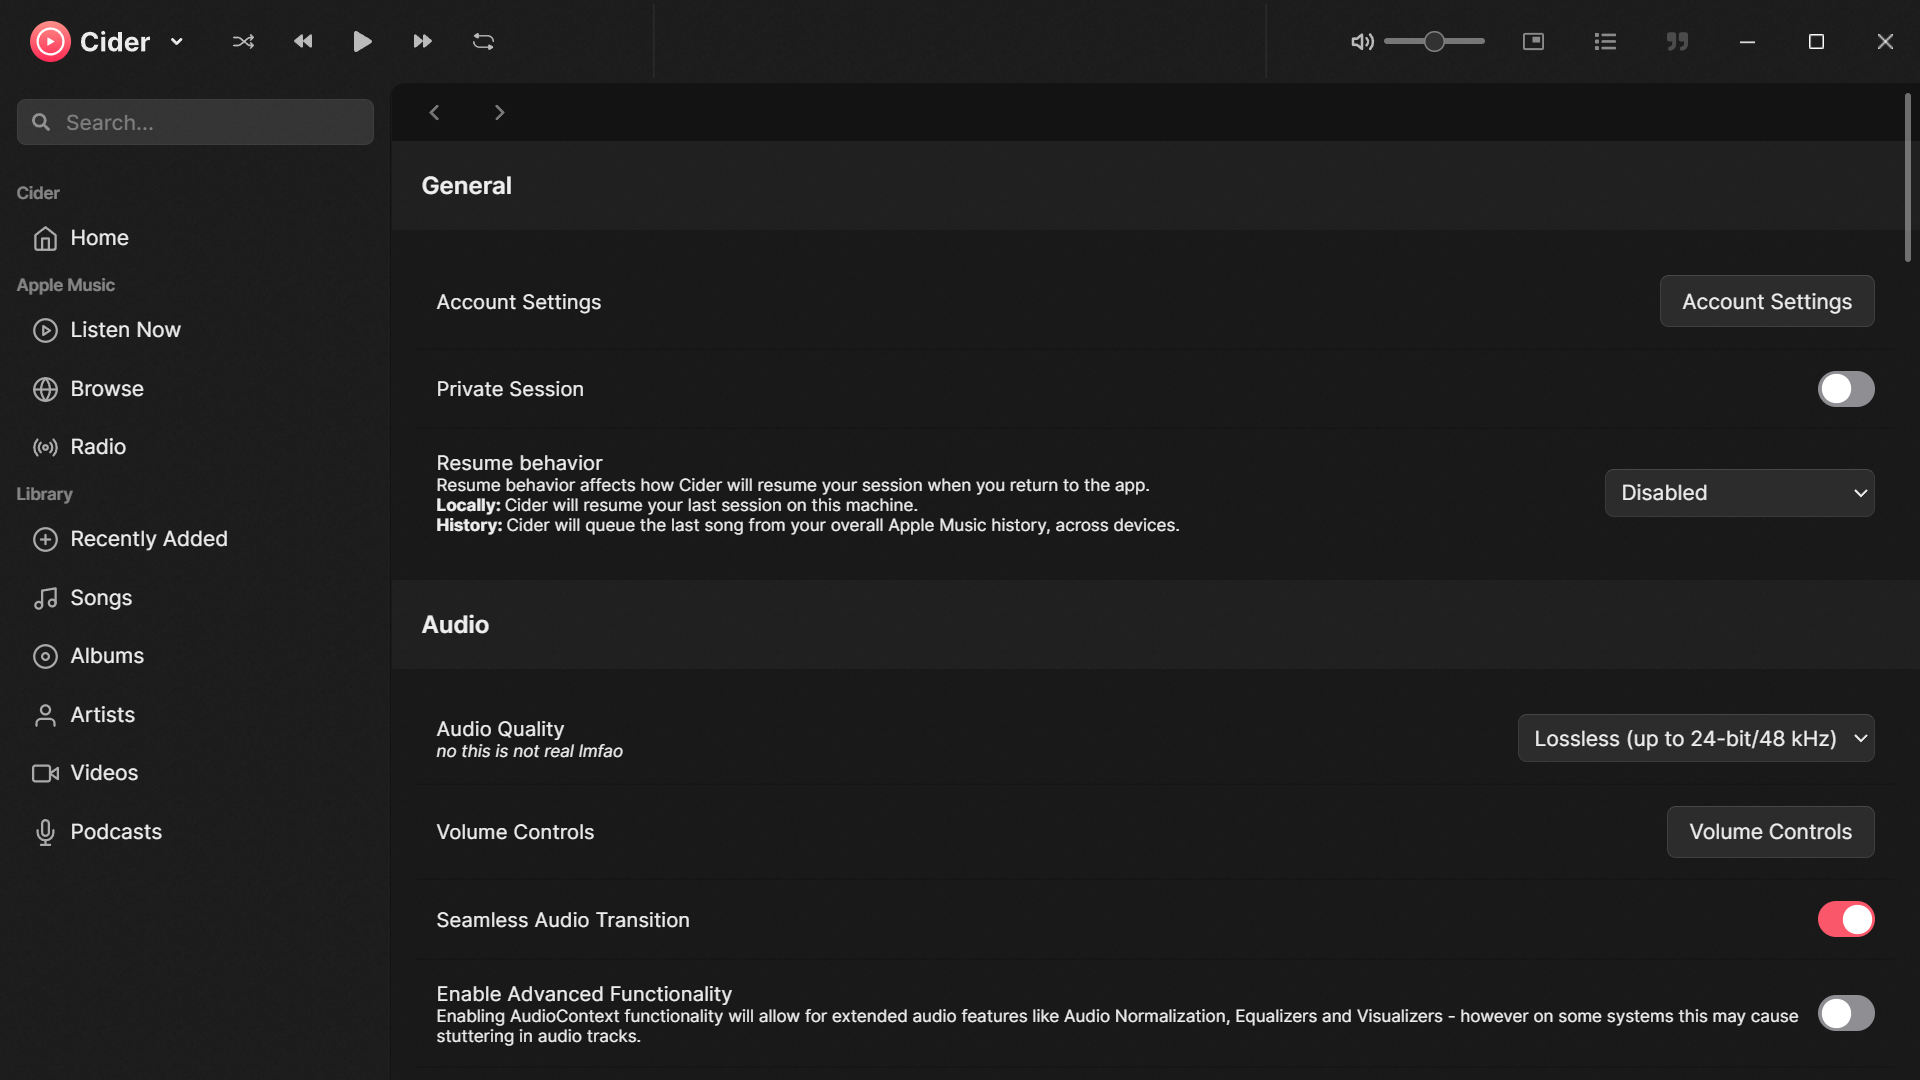 Cider
Search...
Cider
Home
Apple Music
Listen Now
Browse
Radio
Library
Recently Added
Songs
Albums
Artists
Videos
Podcasts
General
Account Settings
Account Settings
Private Session
Resume behavior
Resume behavior affects how Cider will resume your session when you return to the app.
Locally: Cider will resume your last session on this machine.
History: Cider will queue the last song from your overall Apple Music history, across devices.
Disabled
Audio
Audio Quality
no this is not real lmfao
Lossless (up to 24-bit/48 kHz)
Volume Controls
Volume Controls
Seamless Audio Transition
Enable Advanced Functionality
Enabling AudioContext functionality will allow for extended audio features like Audio Normalization, Equalizers and Visualizers - however on some systems this may cause
stuttering in audio tracks.